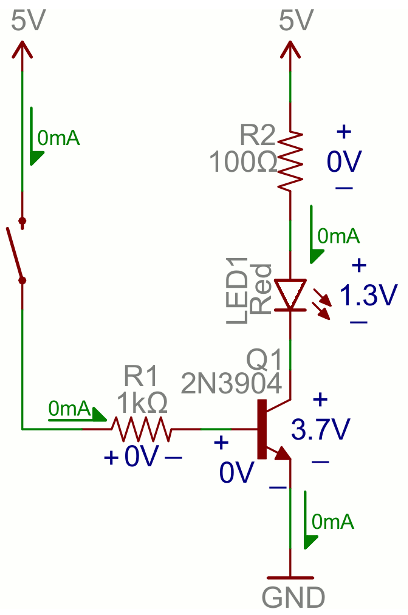 5V
5V
0mA
R2
100Ω
+
0V
–
0mA
LED1
Red
+
1.3V
–
Q1
2N3904
R1
1kΩ
0mA
+0V–
+
0V
–
+
3.7V
–
0mA
GND